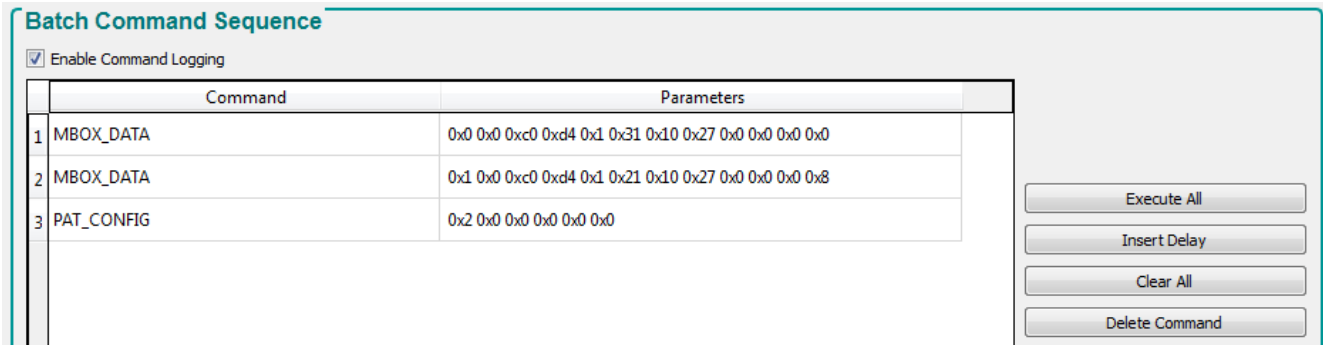 Batch Command Sequence
Enable Command Logging
Command Parameters
1 MBOX_DATA 0x0 0x0 0xc0 0xd4 0x1 0x31 0x10 0x27 0x0 0x0 0x0 0x0
2 MBOX_DATA 0x1 0x0 0xc0 0xd4 0x1 0x21 0x10 0x27 0x0 0x0 0x0 0x8
3 PAT_CONFIG 0x2 0x0 0x0 0x0 0x0 0x0
Execute All
Insert Delay
Clear All
Delete Command